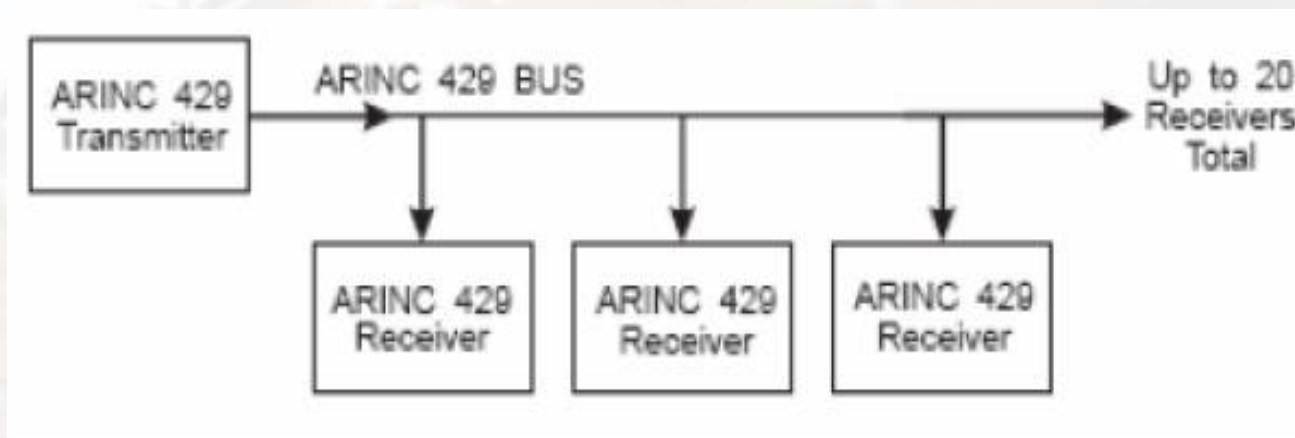 ARINC 429
Transmitter
ARINC 429 BUS
Up to 20
Receivers
Total
ARINC 429
Receiver
ARINC 429
Receiver
ARINC 429
Receiver